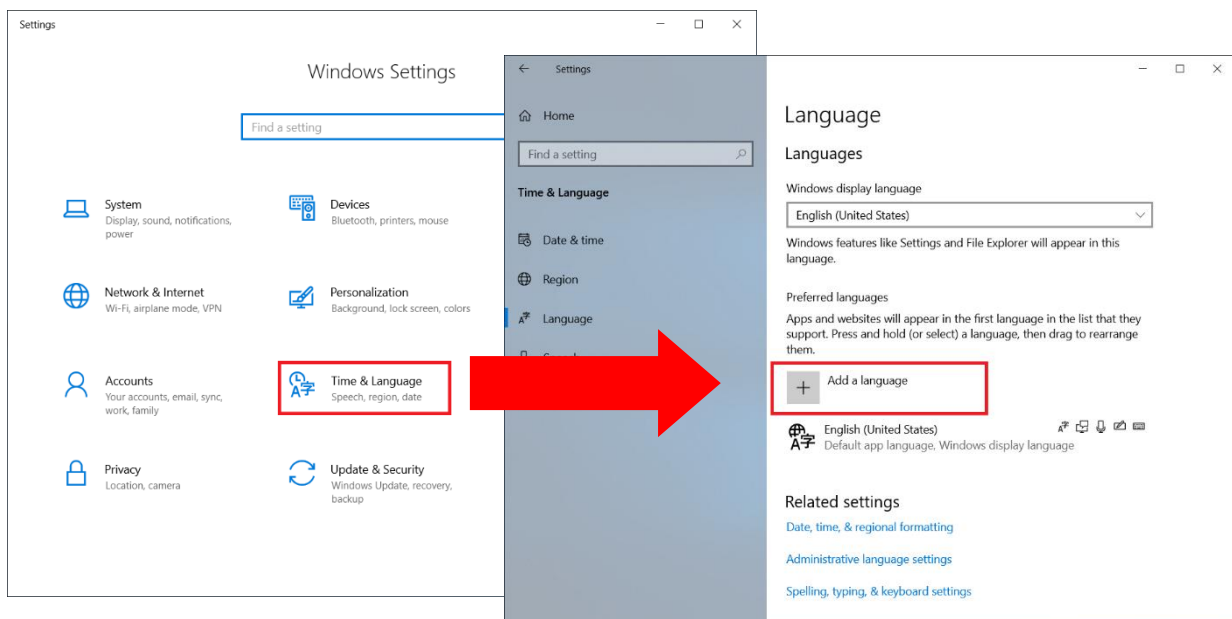 Settings
Windows Settings
Find a setting
System
Display, sound, notifications,
power
Devices
Bluetooth, printers, mouse
Network & Internet
Wi-Fi, airplane mode, VPN
Personalization
Background, lock screen, colors
Accounts
Your accounts, email, sync,
work, family
Time & Language
Speech, region, date
Privacy
Location, camera
Update & Security
Windows Update, recovery,
backup
Settings
Home
Find a setting
Time & Language
Date & time
Region
Language
Language
Languages
Windows display language
English (United States)
Windows features like Settings and File Explorer will appear in this
language.
Preferred languages
Apps and websites will appear in the first language in the list that they
support. Press and hold (or select) a language, then drag to rearrange
them.
Add a language
English (United States)
Default app language, Windows display language
Related settings
Date, time, & regional formatting
Administrative language settings
Spelling, typing, & keyboard settings